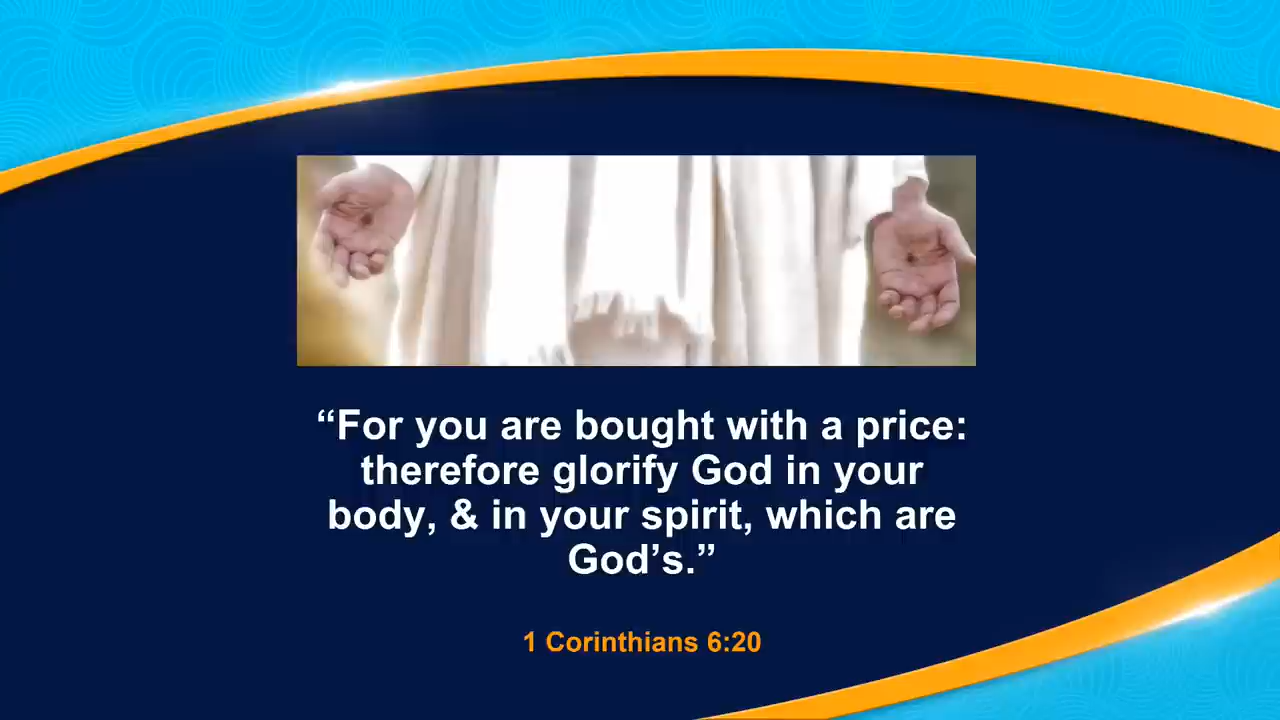 “For you are bought with a price:
therefore glorify God in your
body, & in your spirit, which are
God’s.”
1 Corinthians 6:20